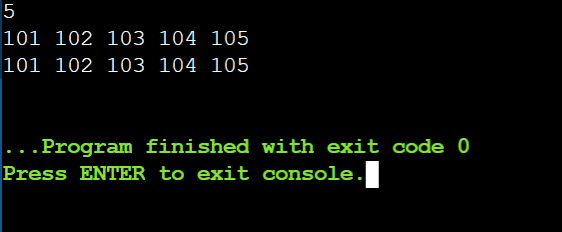 5
101 102 103 104 105
101 102 103 104 105
...Program finished with exit code 0
Press ENTER to exit console.